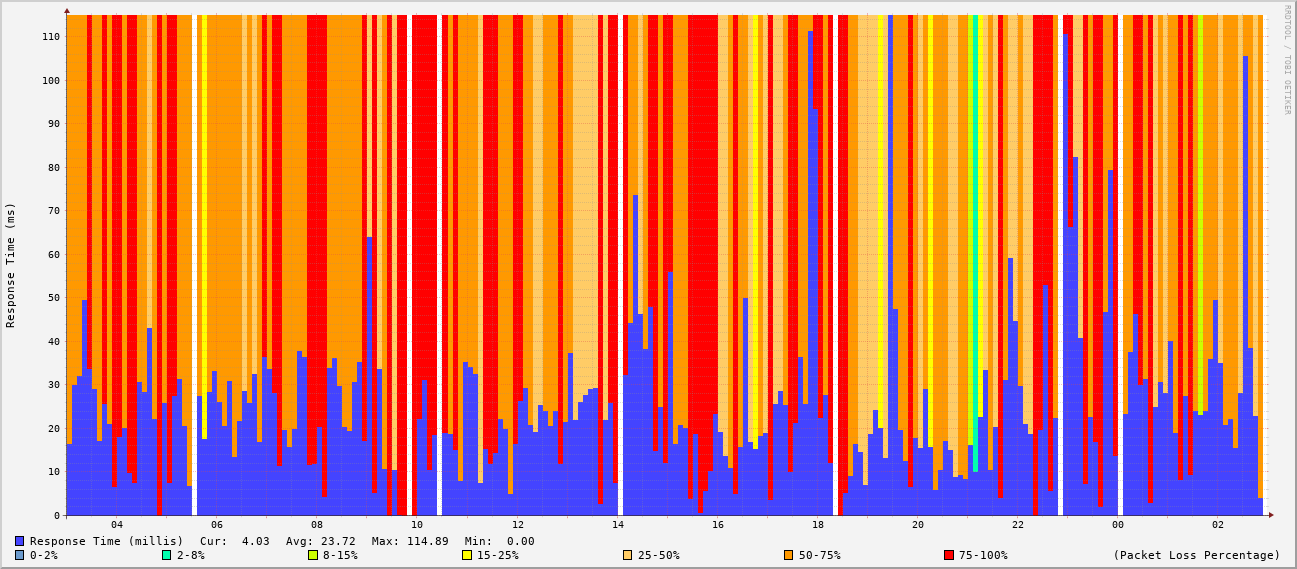 RRDTOOL / TOBI OETIKER
Response Time (ms)
110
100
90
80
70
60
50
40
30
20
10
0
04 06 08 10 12 14 16 18 20 22 00 02
Response Time (millis) Cur: 4.03 Avg: 23.72 Max: 114.89 Min: 0.00
0-2% 2-8% 8-15% 15-25% 25-50% 50-75% 75-100% (Packet Loss Percentage)